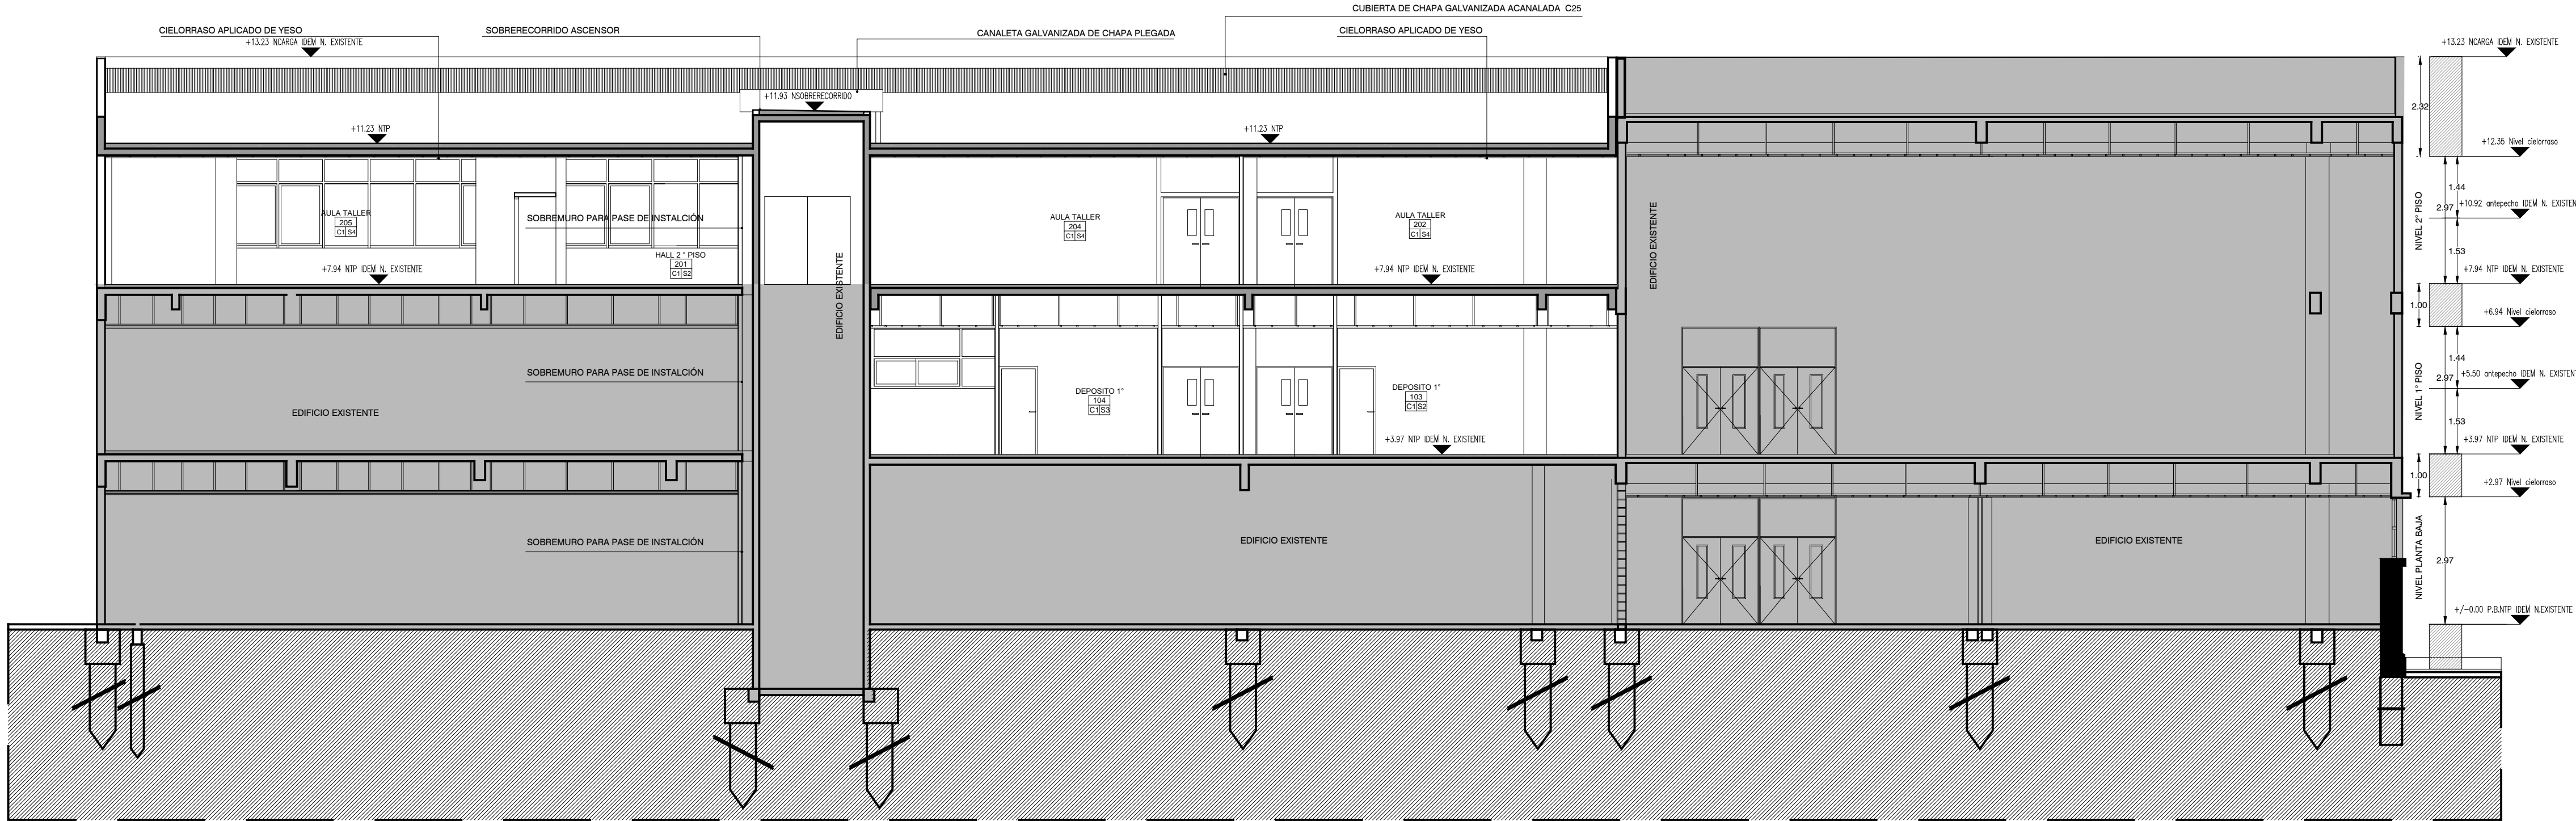 CUBIERTA DE CHAPA GALVANIZADA ACANALADA  C25
CIELORRASO APLICADO DE YESO
SOBRERECORRIDO ASCENSOR
CANALETA GALVANIZADA DE CHAPA PLEGADA
CIELORRASO APLICADO DE YESO
+13.23 NCARGA IDEM N. EXISTENTE
+13.23 NCARGA IDEM N. EXISTENTE
+11.93 NSOBRERECORRIDO
2.32
+11.23 NTP
+11.23 NTP
+12.35 Nivel cielorraso
AULA TALLER
205
C1 S4
SOBREMURO PARA PASE DE INSTALCIÓN
AULA TALLER
204
C1 S4
AULA TALLER
202
C1 S4
EDIFICIO EXISTENTE
NIVEL 2° PISO
2.97
1.44
+10.92 antepecho IDEM N. EXISTEN
1.53
HALL 2 ° PISO
201
C1 S2
EDIFICIO EXISTENTE
+7.94 NTP IDEM N. EXISTENTE
+7.94 NTP IDEM N. EXISTENTE
+7.94 NTP IDEM N. EXISTENTE
1.00
+6.94 Nivel cielorraso
SOBREMURO PARA PASE DE INSTALCIÓN
EDIFICIO EXISTENTE
DEPOSITO 1°
104
C1 S3
DEPOSITO 1°
103
C1 S2
NIVEL 1° PISO
2.97
1.44
+5.50 antepecho IDEM N. EXISTENT
1.53
+3.97 NTP IDEM N. EXISTENTE
+3.97 NTP IDEM N. EXISTENTE
1.00
+2.97 Nivel cielorraso
SOBREMURO PARA PASE DE INSTALCIÓN
EDIFICIO EXISTENTE
EDIFICIO EXISTENTE
NIVEL PLANTA BAJA
2.97
+/-0.00 P.B.NTP IDEM N.EXISTENTE